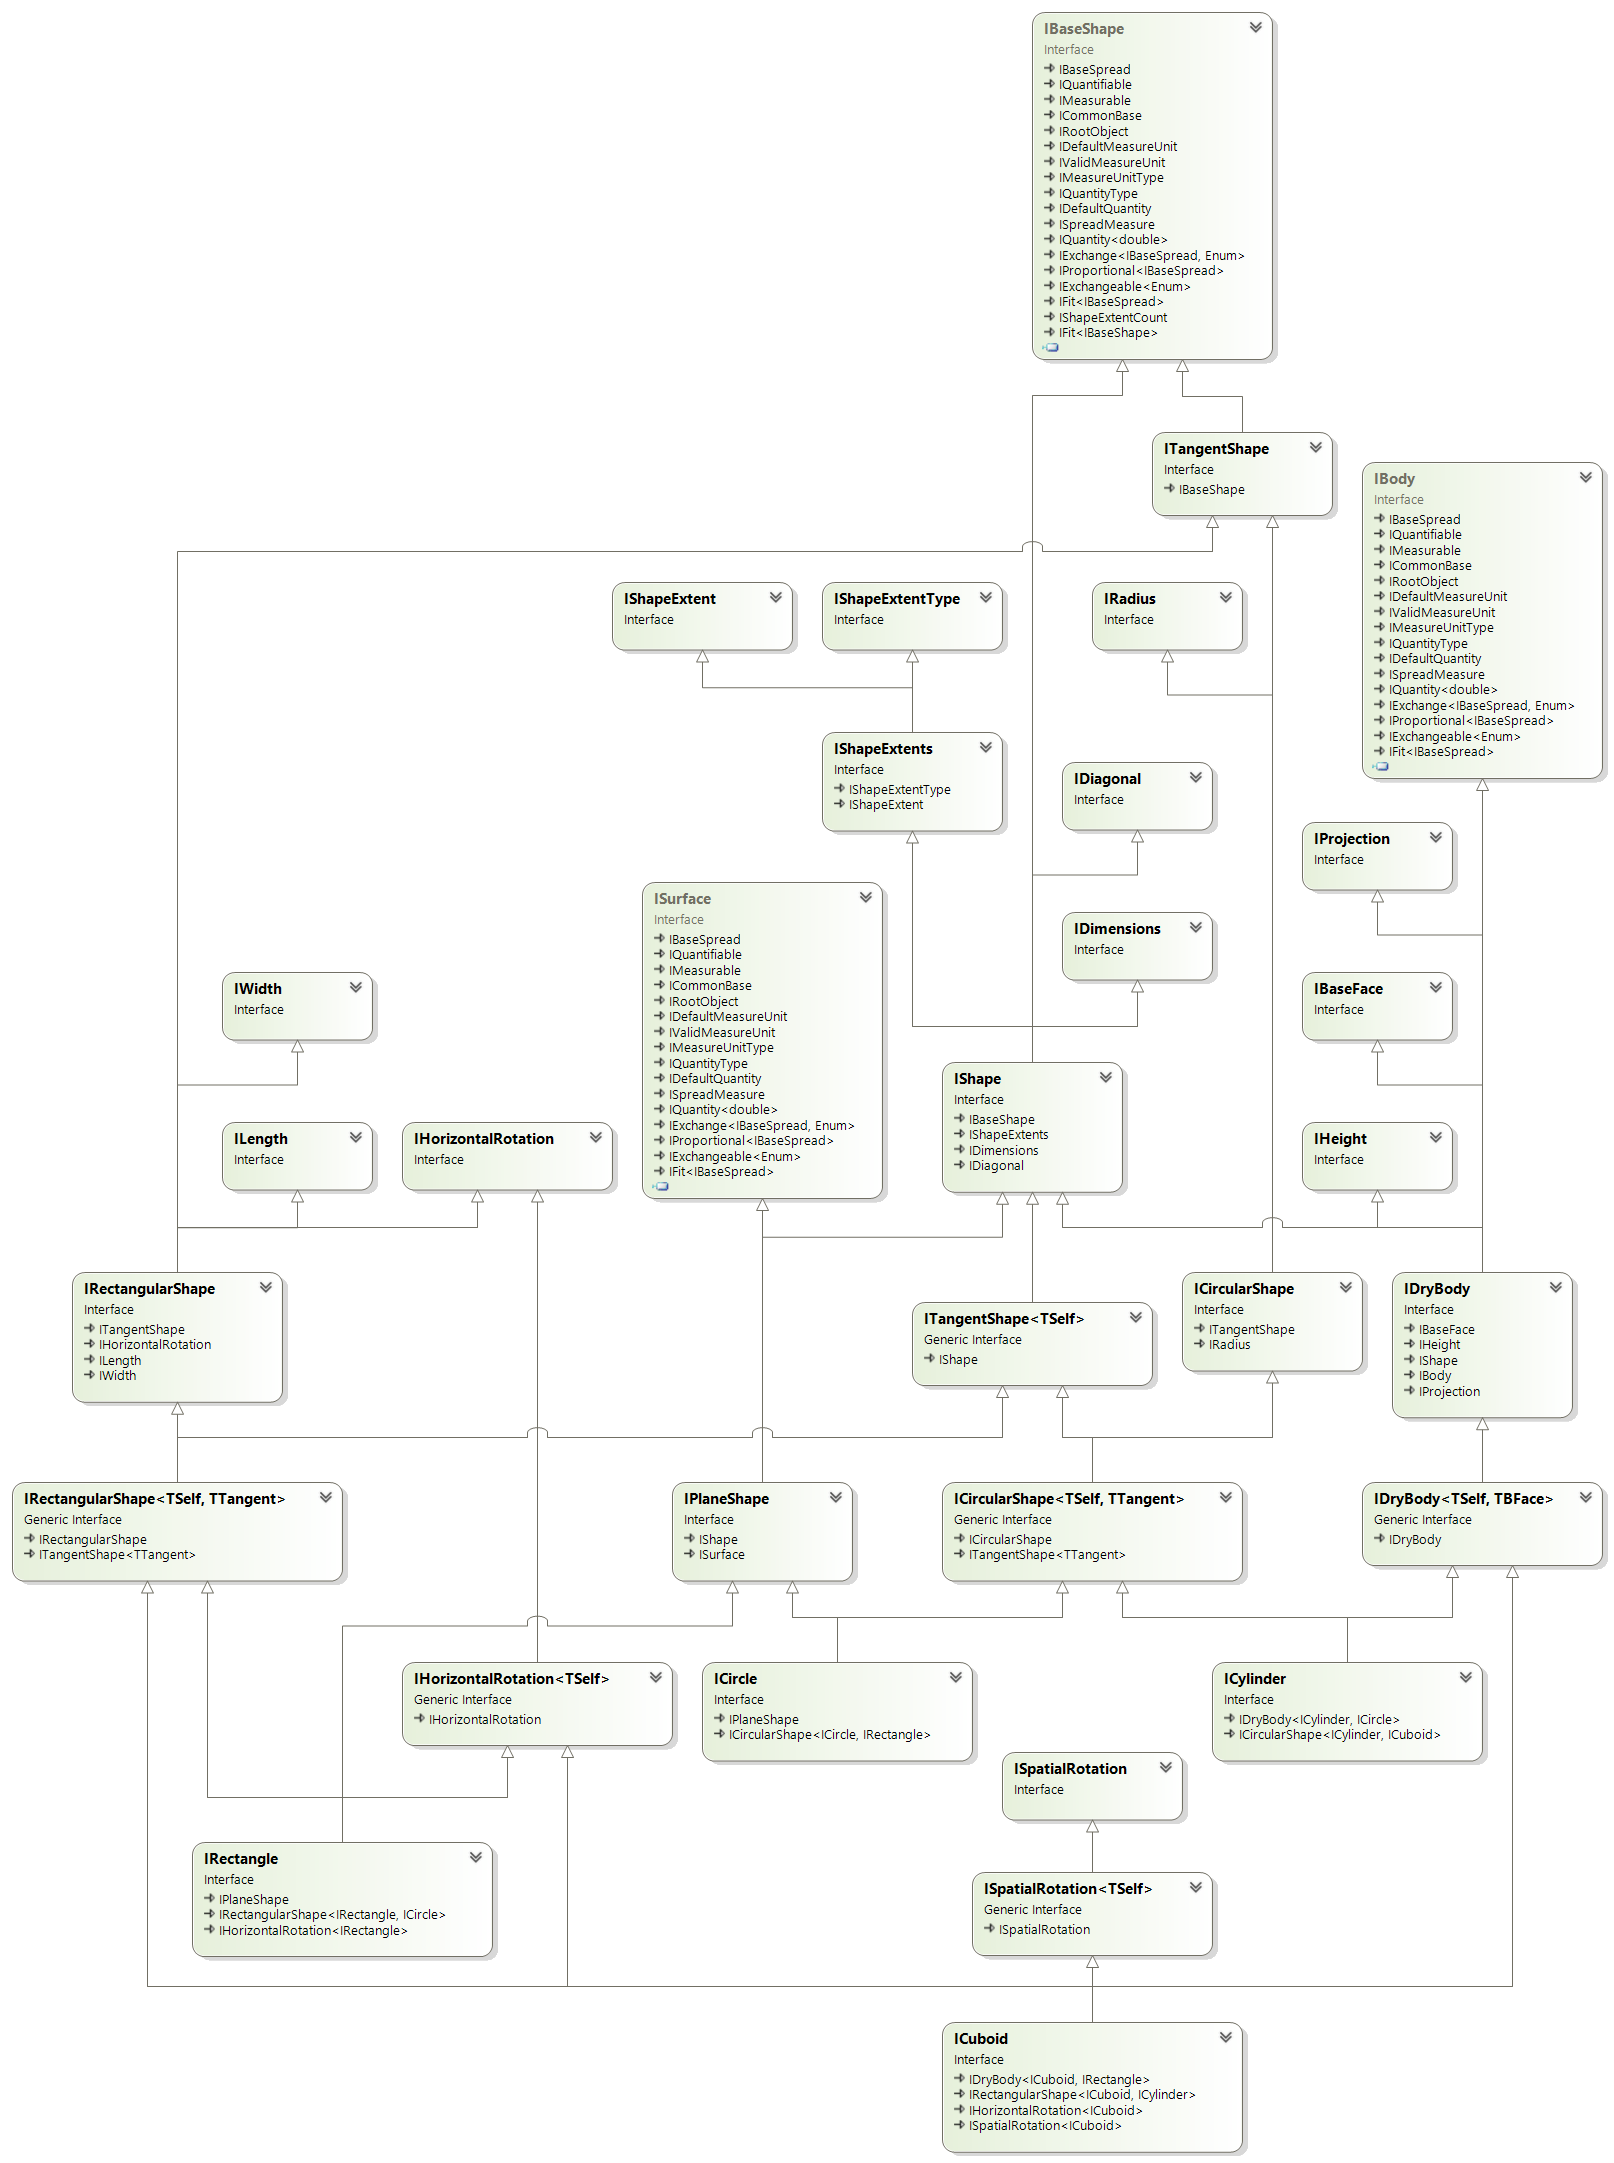 IBaseShape
Interface
IBaseSpread
IQuantifiable
IMeasurable
ICommonBase
IRootObject
IDefaultMeasureUnit
IValidMeasureUnit
IMeasureUnitType
IQuantityType
IDefaultQuantity
ISpreadMeasure
IQuantity<double>
IExchange<IBaseSpread, Enum>
IProportional<IBaseSpread>
IExchangeable<Enum>
IFit<IBaseSpread>
IShapeExtentCount
IFit<IBaseShape>
ITangentShape
Interface
IBaseShape
IBody
Interface
IBaseSpread
IQuantifiable
IMeasurable
ICommonBase
IRootObject
IDefaultMeasureUnit
IValidMeasureUnit
IMeasureUnitType
IQuantityType
IDefaultQuantity
ISpreadMeasure
IQuantity<double>
IExchange<IBaseSpread, Enum>
IProportional<IBaseSpread>
IExchangeable<Enum>
IFit<IBaseSpread>
IShapeExtent
Interface
IShapeExtentType
Interface
IRadius
Interface
IShapeExtents
Interface
IShapeExtentType
IShapeExtent
IDiagonal
Interface
IProjection
Interface
ISurface
Interface
IBaseSpread
IQuantifiable
IMeasurable
ICommonBase
IRootObject
IDefaultMeasureUnit
IValidMeasureUnit
IMeasureUnitType
IQuantityType
IDefaultQuantity
ISpreadMeasure
IQuantity<double>
IExchange<IBaseSpread, Enum>
IProportional<IBaseSpread>
IExchangeable<Enum>
IFit<IBaseSpread>
IDimensions
Interface
IWidth
Interface
IBaseFace
Interface
IShape
Interface
IBaseShape
IShapeExtents
IDimensions
IDiagonal
ILength
Interface
IHorizontalRotation
Interface
IHeight
Interface
IRectangularShape
Interface
ITangentShape
IHorizontalRotation
ILength
IWidth
ITangentShape<TSelf>
Generic Interface
IShape
ICircularShape
Interface
ITangentShape
IRadius
IDryBody
Interface
IBaseFace
IHeight
IShape
IBody
IProjection
IRectangularShape<TSelf, TTangent>
Generic Interface
IRectangularShape
ITangentShape<TTangent>
IPlaneShape
Interface
IShape
ISurface
ICircularShape<TSelf, TTangent>
Generic Interface
ICircularShape
ITangentShape<TTangent>
IDryBody<TSelf, TBFace>
Generic Interface
IDryBody
IHorizontalRotation<TSelf>
Generic Interface
IHorizontalRotation
ICircle
Interface
IPlaneShape
ICircularShape<ICircle, IRectangle>
ICylinder
Interface
IDryBody<ICylinder, ICircle>
ICircularShape<ICylinder, ICuboid>
ISpatialRotation
Interface
IRectangle
Interface
IPlaneShape
IRectangularShape<IRectangle, ICircle>
IHorizontalRotation<IRectangle>
ISpatialRotation<TSelf>
Generic Interface
ISpatialRotation
ICuboid
Interface
IDryBody<ICuboid, IRectangle>
IRectangularShape<ICuboid, ICylinder>
IHorizontalRotation<ICuboid>
ISpatialRotation<ICuboid>